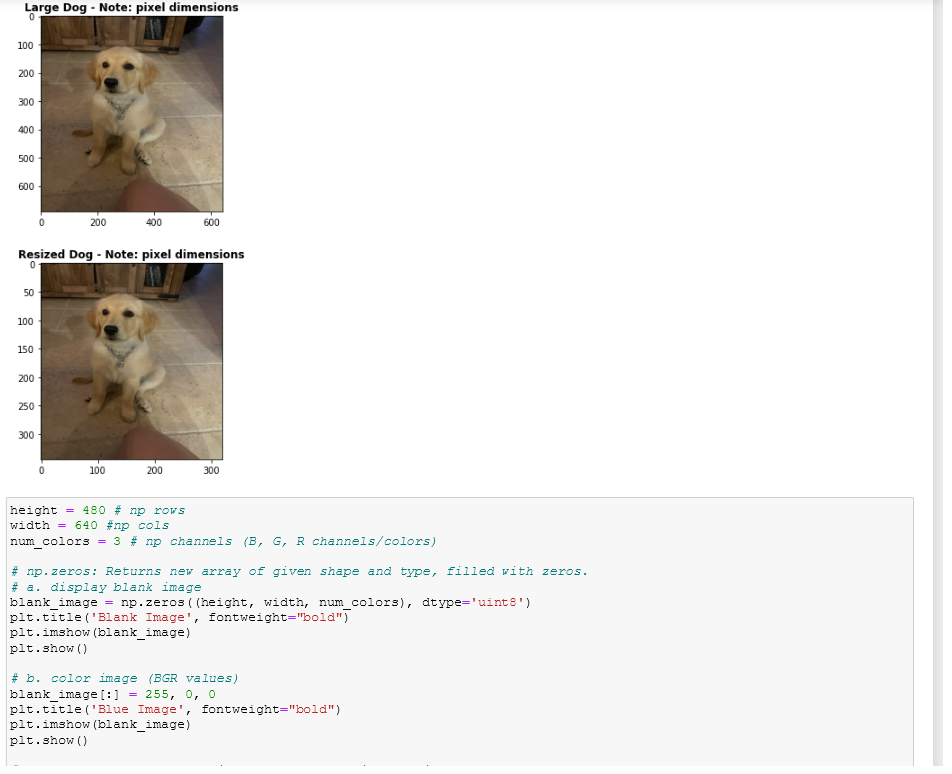 Large Dog - Note: pixel dimensions
0
100
200
300
400
500
600
0 200 400 600
Resized Dog - Note: pixel dimensions
0
50
100
150
200
250
300
0 100 200 300
height = 480 # np rows
width = 640 #np cols
num_colors = 3 # np channels (B, G, R channels/colors)
# np.zeros: Returns new array of given shape and type, filled with zeros.
# a. display blank image
blank_image = np.zeros((height, width, num_colors), dtype='uint8')
plt.title('Blank Image', fontweight="bold")
plt.imshow(blank_image)
plt.show()
# b. color image (BGR values)
blank_image[:] = 255, 0, 0
plt.title('Blue Image', fontweight="bold")
plt.imshow(blank_image)
plt.show()